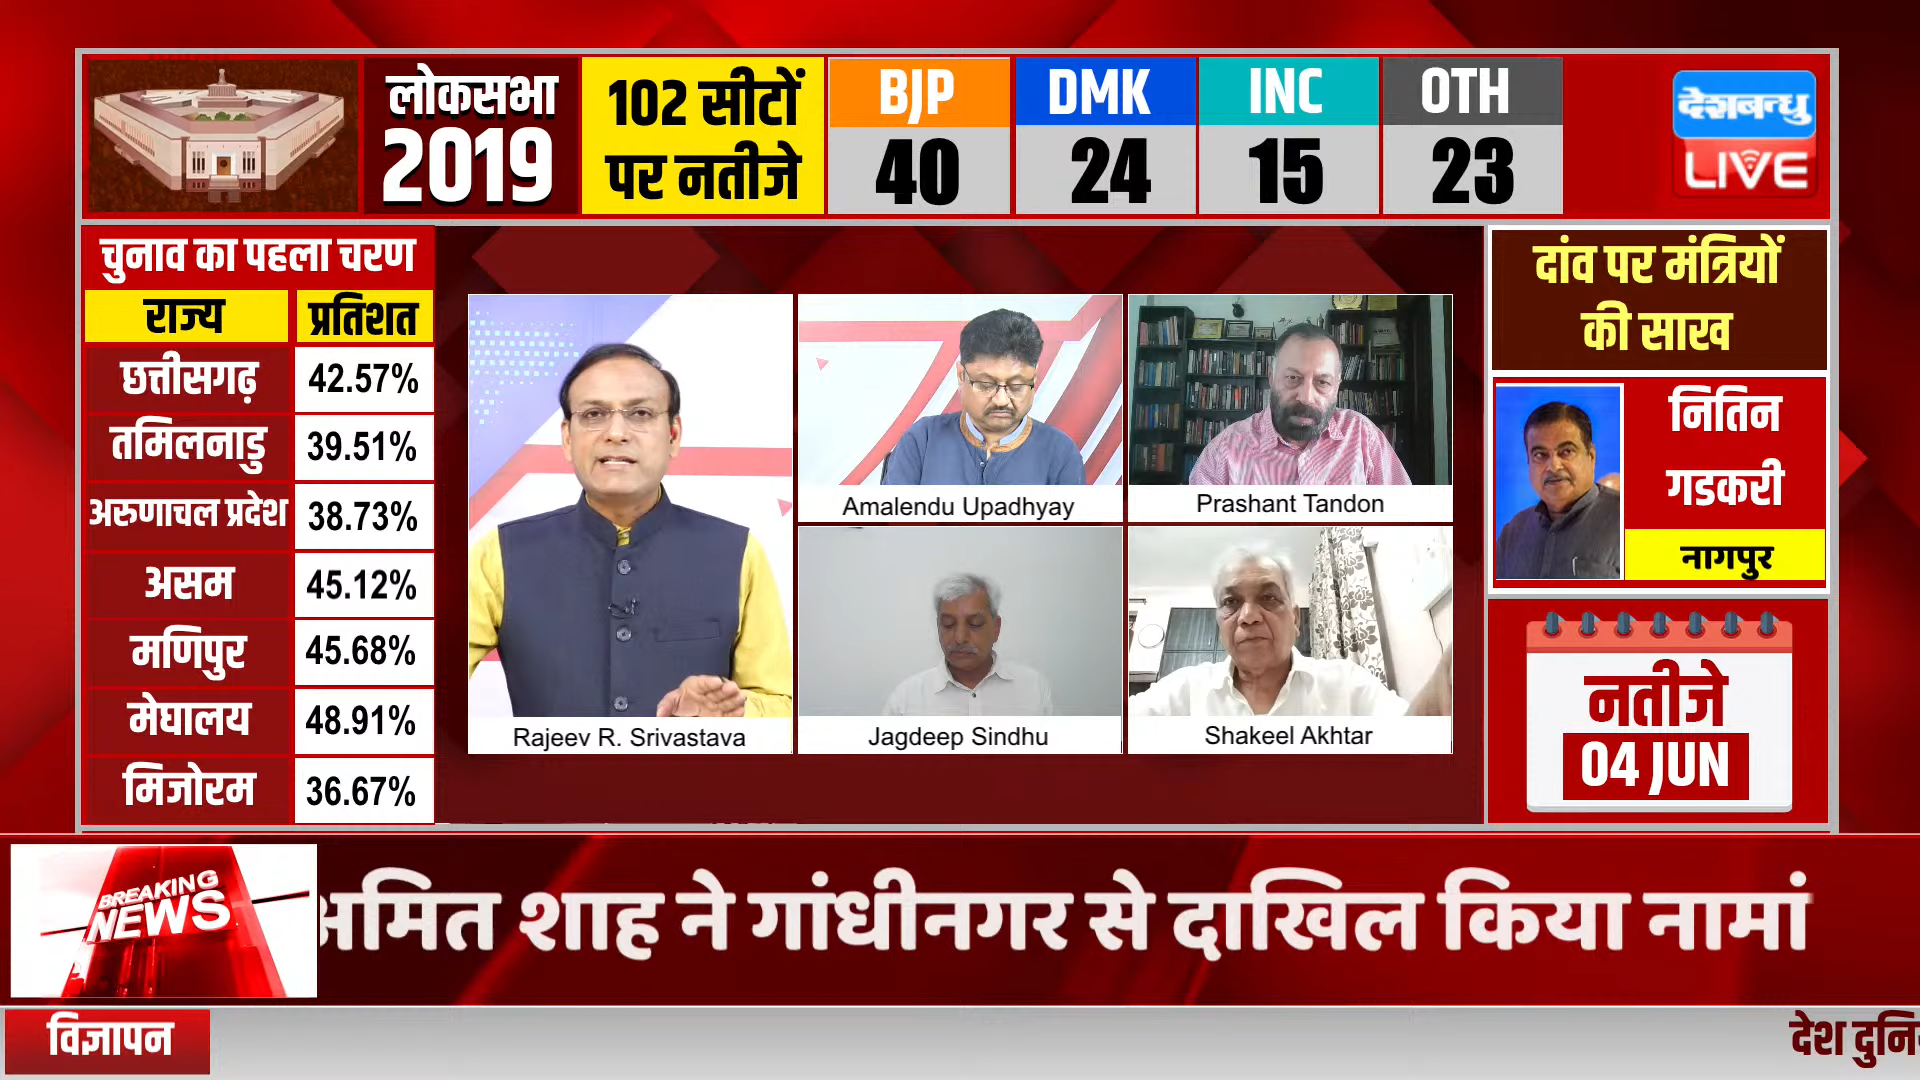 लोकसभा
2019
102 सीटों
पर नतीजे
BJP
40
DMK
24
INC
15
OTH
23
देशबन्धु
LIVE
चुनाव का पहला चरण
राज्य प्रतिशत
छत्तीसगढ़ 42.57%
तमिलनाडु 39.51%
अरुणाचल प्रदेश 38.73%
असम 45.12%
मणिपुर 45.68%
मेघालय 48.91%
मिजोरम 36.67%
Rajeev R. Srivastava
Amalendu Upadhyay
Prashant Tandon
Jagdeep Sindhu
Shakeel Akhtar
दांव पर मंत्रियों
की साख
नितिन
गडकरी
नागपुर
नतीजे
04 JUN
BREAKING
NEWS
अमित शाह ने गांधीनगर से दाखिल किया नामां
विज्ञापन
देश दुनि